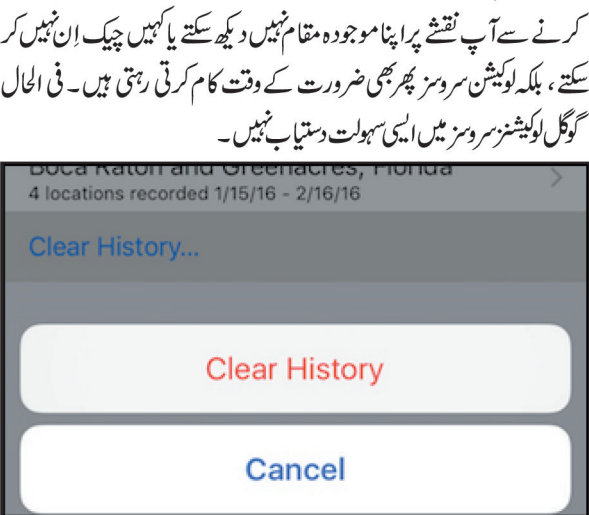 کرنے سے آپ نقشے پر اپنا موجودہ مقام نہیں دیکھ سکتے یا کہیں چیک اِن نہیں کر
سکتے، بلکہ لوکیشن سروسز پھر بھی ضرورت کے وقت کام کرتی رہتی ہیں۔ فی الحال
گوگل لوکیشنز سروسز میں ایسی سہولت دستیاب نہیں۔
Boca Raton and Greenacres, Florida
4 locations recorded 1/15/16 - 2/16/16
Clear History...
Clear History
Cancel